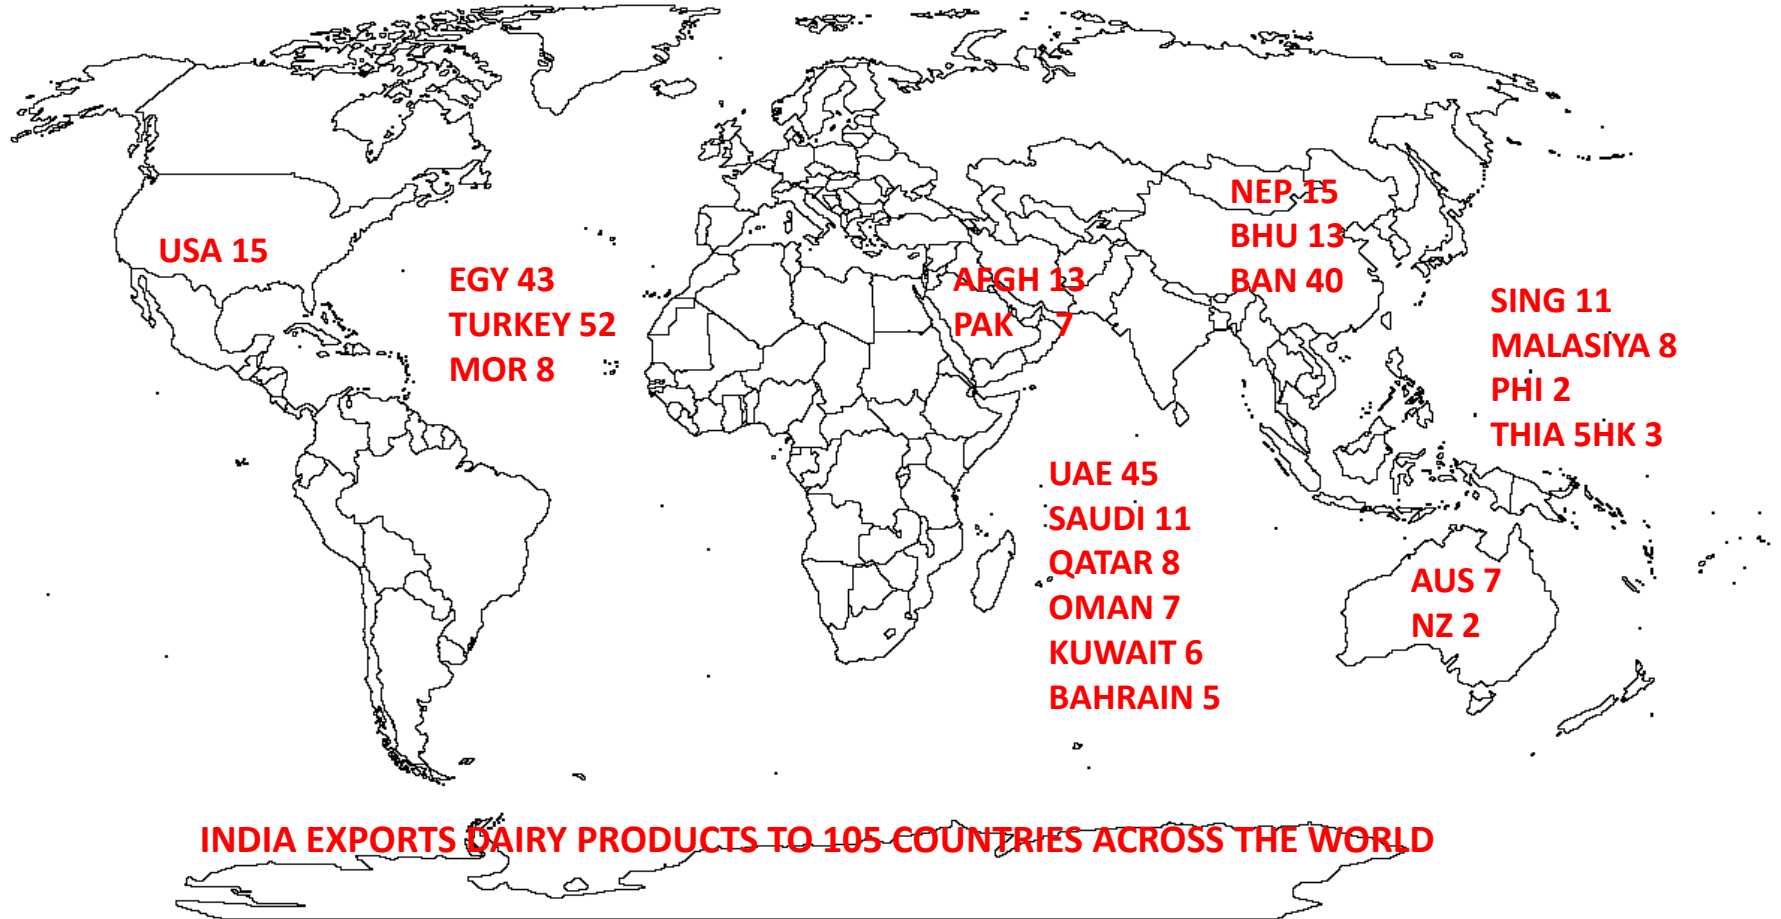 USA 15
EGY 43
TURKEY 52
MOR 8
AFGH 13
PAK 7
NEP 15
BHU 13
BAN 40
SING 11
MALASIYA 8
PHI 2
THIA 5HK 3
UAE 45
SAUDI 11
QATAR 8
OMAN 7
KUWAIT 6
BAHRAIN 5
AUS 7
NZ 2
INDIA EXPORTS DAIRY PRODUCTS TO 105 COUNTRIES ACROSS THE WORLD